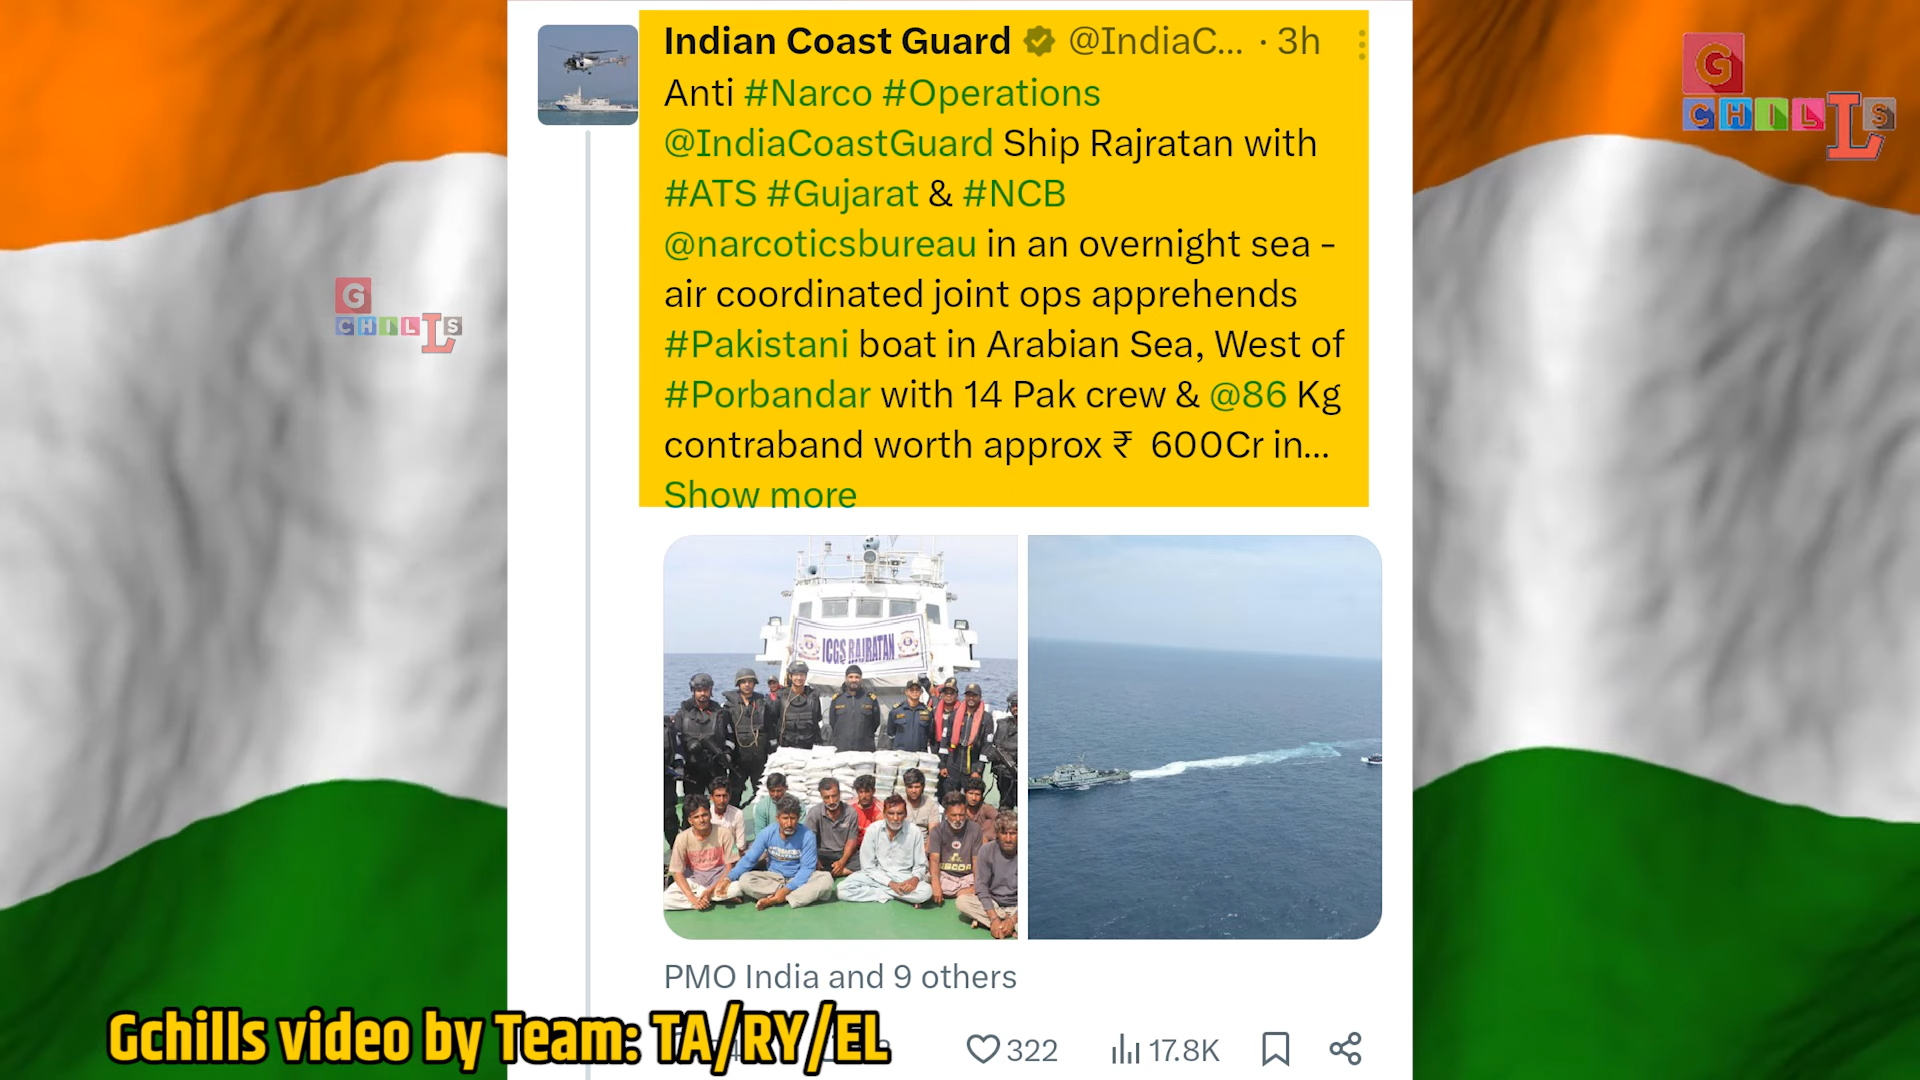 Indian Coast Guard @IndiaC... · 3h
Anti #Narco #Operations
@IndiaCoastGuard Ship Rajratan with
#ATS #Gujarat & #NCB
@narcoticsbureau in an overnight sea -
air coordinated joint ops apprehends
#Pakistani boat in Arabian Sea, West of
#Porbandar with 14 Pak crew & @86 Kg
contraband worth approx ₹ 600Cr in...
Show more
G
CHILLS
G
CHILLS
ICGS RAJRATAN
PMO India and 9 others
322 17.8K
Gchills video by Team: TA/RY/EL